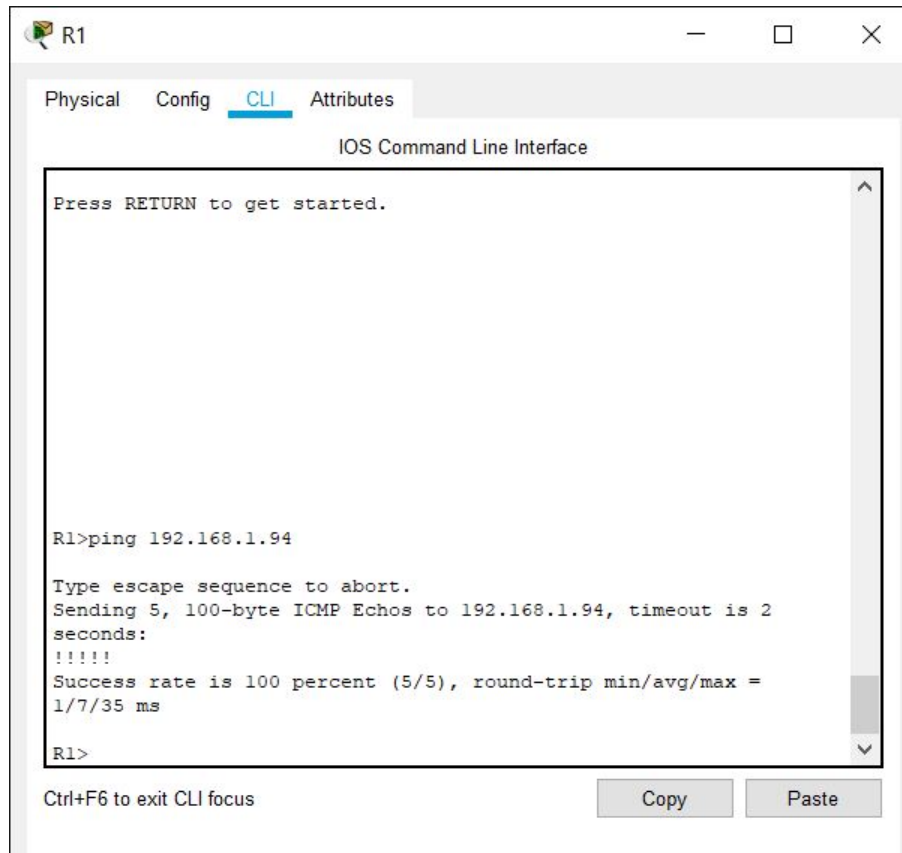 R1
Physical Config CLI Attributes
IOS Command Line Interface
Press RETURN to get started.
R1>ping 192.168.1.94
Type escape sequence to abort.
Sending 5, 100-byte ICMP Echos to 192.168.1.94, timeout is 2
seconds:
!!!!!
Success rate is 100 percent (5/5), round-trip min/avg/max =
1/7/35 ms
R1>
Ctrl+F6 to exit CLI focus
Copy Paste